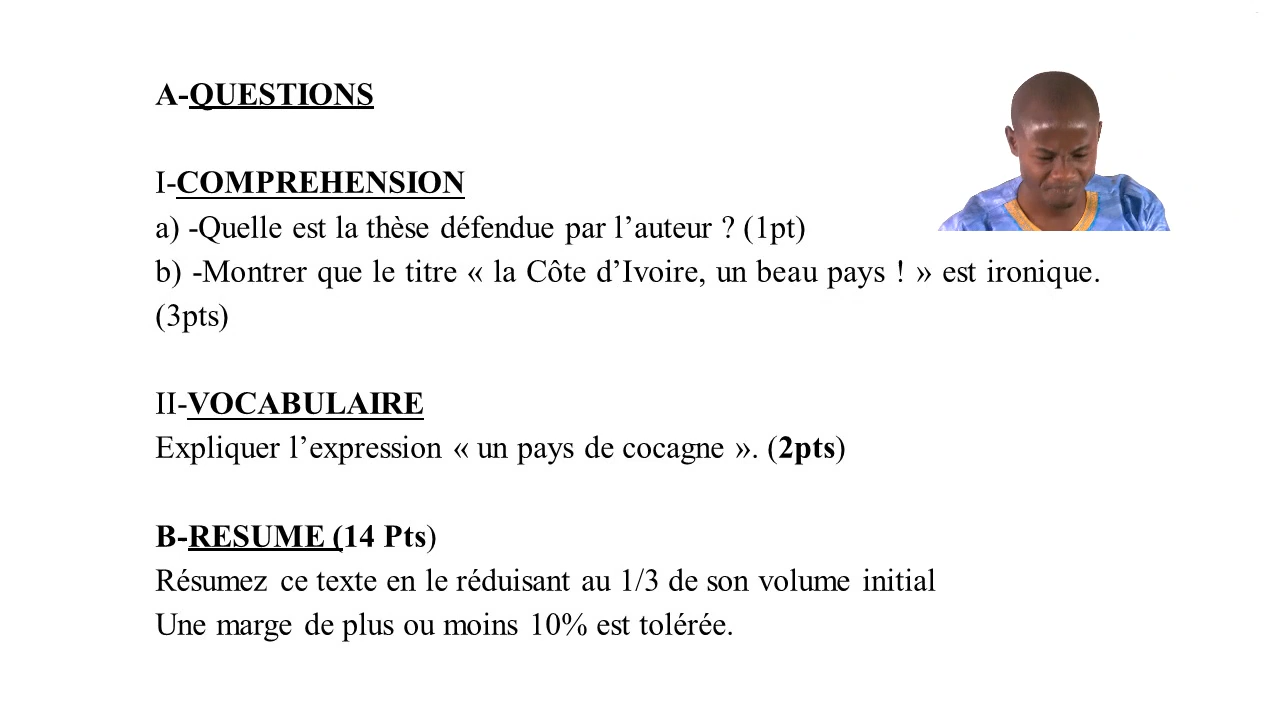 A-QUESTIONS
I-COMPREHENSION
a) -Quelle est la thèse défendue par l’auteur ? (1pt)
b) -Montrer que le titre « la Côte d’Ivoire, un beau pays ! » est ironique.
(3pts)
II-VOCABULAIRE
Expliquer l’expression « un pays de cocagne ». (2pts)
B-RESUME (14 Pts)
Résumez ce texte en le réduisant au 1/3 de son volume initial
Une marge de plus ou moins 10% est tolérée.